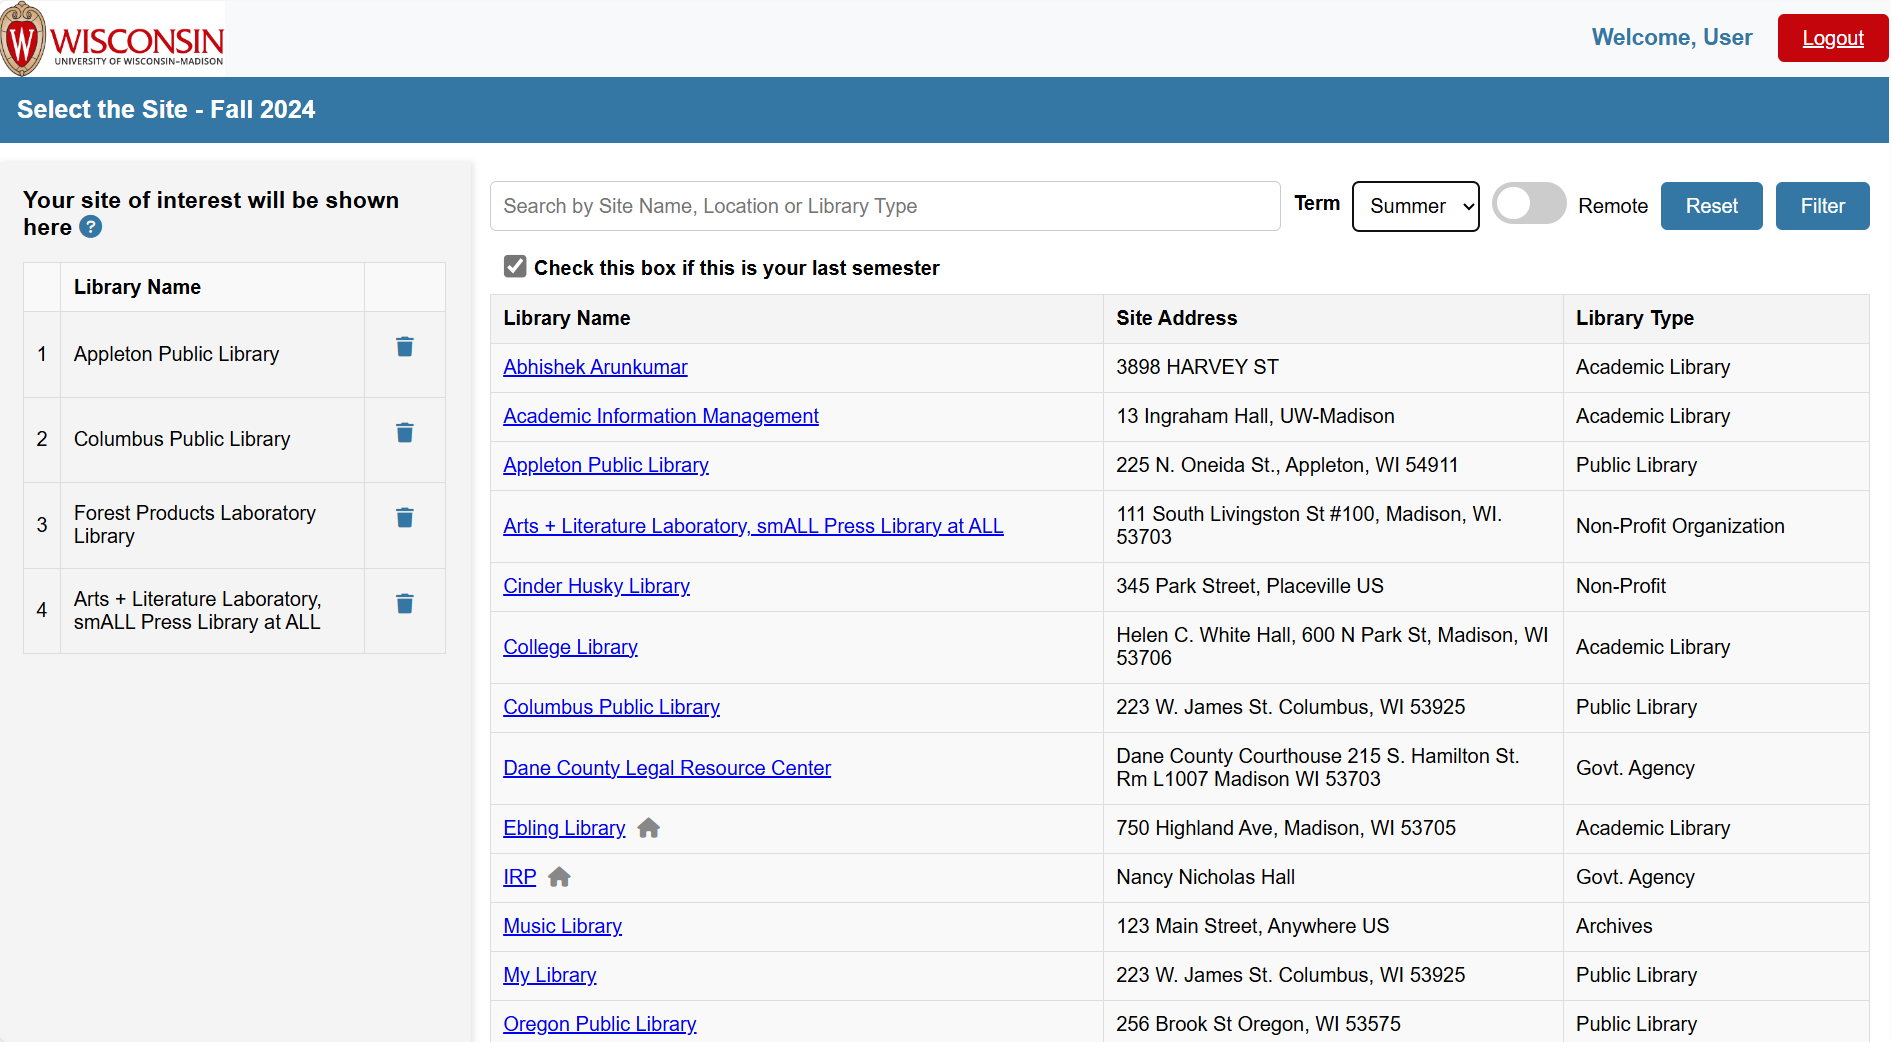 W WISCONSIN
UNIVERSITY OF WISCONSIN–MADISON
Welcome, User
Logout
Select the Site - Fall 2024
Your site of interest will be shown
here ?
Library Name
1 Appleton Public Library
2 Columbus Public Library
3 Forest Products Laboratory
Library
4 Arts + Literature Laboratory,
smALL Press Library at ALL
Search by Site Name, Location or Library Type
Term
Summer
Remote
Reset
Filter
Check this box if this is your last semester
Library Name Site Address Library Type
Abhishek Arunkumar 3898 HARVEY ST Academic Library
Academic Information Management 13 Ingraham Hall, UW-Madison Academic Library
Appleton Public Library 225 N. Oneida St., Appleton, WI 54911 Public Library
Arts + Literature Laboratory, smALL Press Library at ALL 111 South Livingston St #100, Madison, WI.
53703 Non-Profit Organization
Cinder Husky Library 345 Park Street, Placeville US Non-Profit
College Library Helen C. White Hall, 600 N Park St, Madison, WI
53706 Academic Library
Columbus Public Library 223 W. James St. Columbus, WI 53925 Public Library
Dane County Legal Resource Center Dane County Courthouse 215 S. Hamilton St.
Rm L1007 Madison WI 53703 Govt. Agency
Ebling Library 750 Highland Ave, Madison, WI 53705 Academic Library
IRP Nancy Nicholas Hall Govt. Agency
Music Library 123 Main Street, Anywhere US Archives
My Library 223 W. James St. Columbus, WI 53925 Public Library
Oregon Public Library 256 Brook St Oregon, WI 53575 Public Library